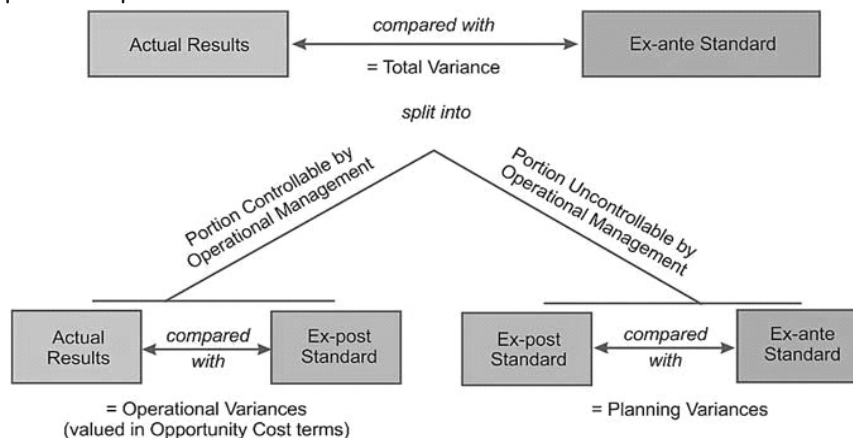 Actual Results
compared with
Ex-ante Standard
= Total Variance
split into
Portion Controllable by
Operational Management
Portion Uncontrollable by
Operational Management
Actual
Results
compared
with
Ex-post
Standard
Ex-post
Standard
compared
with
Ex-ante
Standard
= Operational Variances
(valued in Opportunity Cost terms)
= Planning Variances